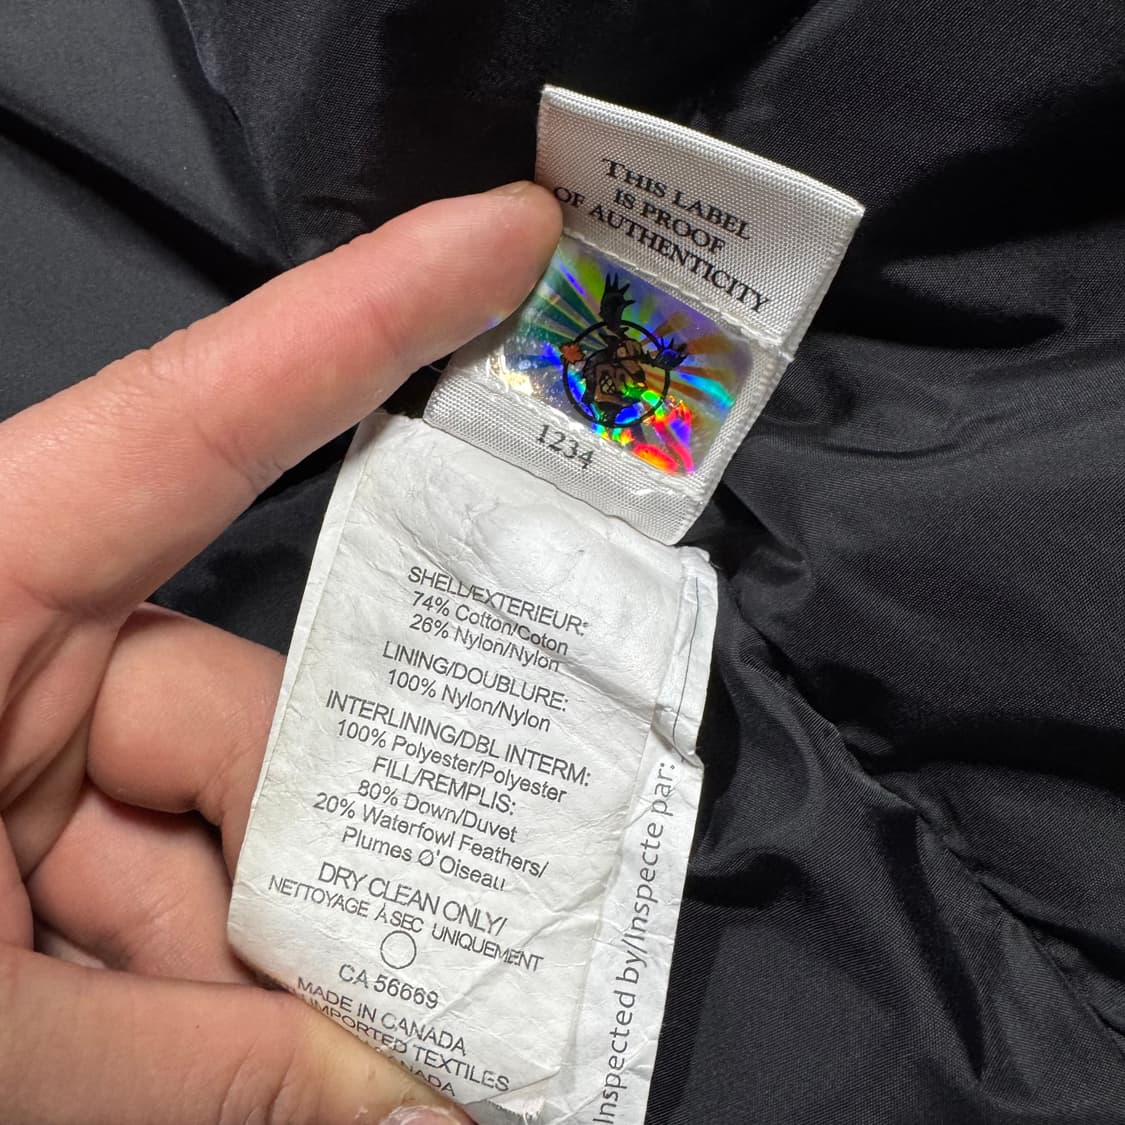 THIS LABEL
IS PROOF
OF AUTHENTICITY
1234
SHELL/EXTERIEUR:
74% Cotton/Coton
26% Nylon/Nylon
LINING/DOUBLURE:
100% Nylon/Nylon
INTERLINING/DBL INTERM:
100% Polyester/Polyester
FILL/REMPLIS:
80% Down/Duvet
20% Waterfowl Feathers/
Plumes Ø'Oiseau
DRY CLEAN ONLY/
NETTOYAGE À SEC UNIQUEMENT
CA 56669
MADE IN CANADA
IMPORTED TEXTILES
Inspected by/Inspecte par: